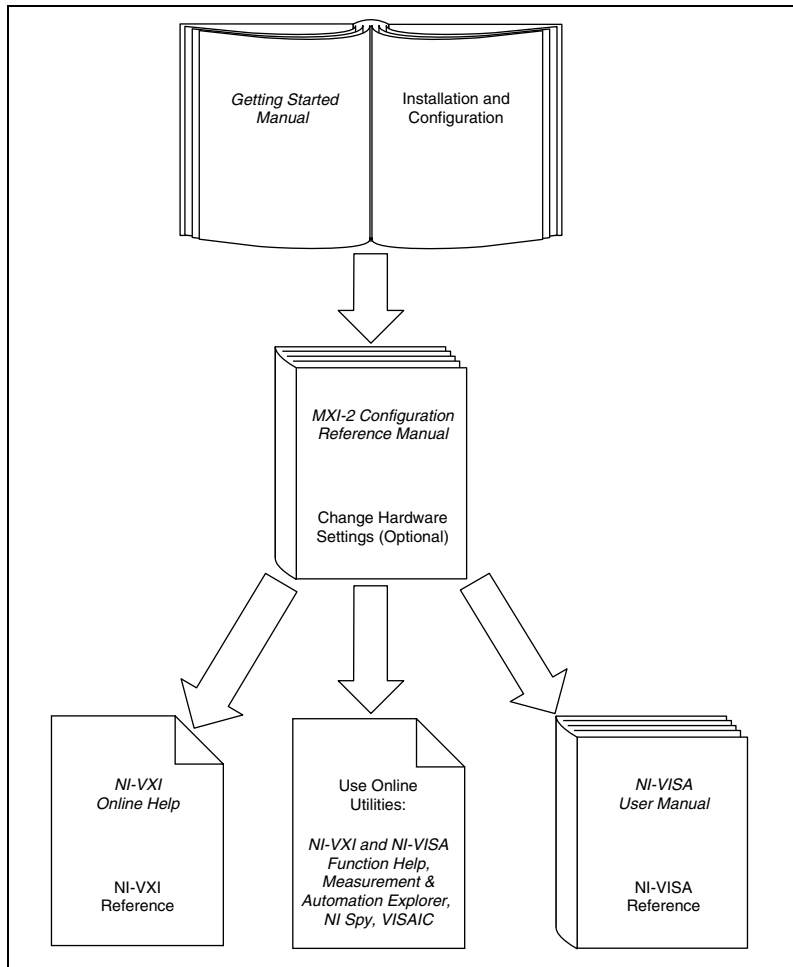 Getting Started
Manual
Installation and
Configuration
MXI-2 Configuration
Reference Manual
Change Hardware
Settings (Optional)
NI-VXI
Online Help
NI-VXI
Reference
Use Online
Utilities:
NI-VXI and NI-VISA
Function Help,
Measurement &
Automation Explorer,
NI Spy, VISAIC
NI-VISA
User Manual
NI-VISA
Reference